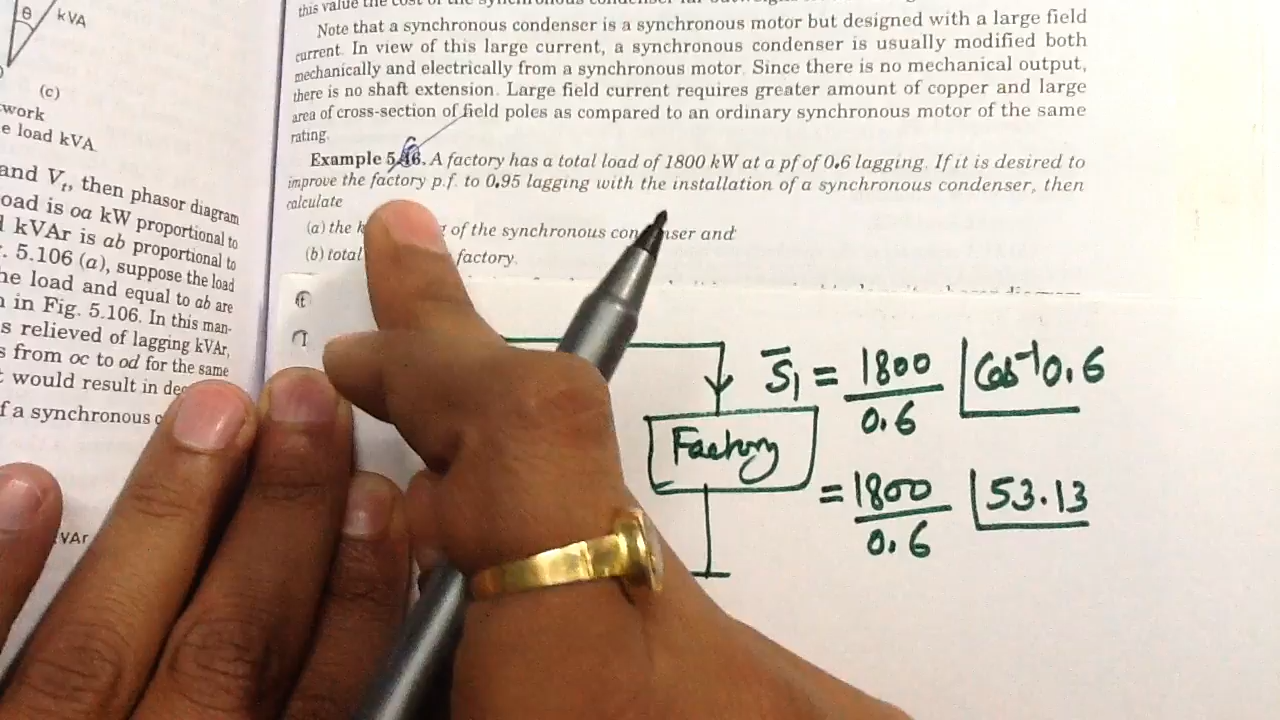 θ kVA
(c)
work
e load kVA.
and Vt, then phasor diagram
oad is oa kW proportional to
kVAr is ab proportional to
5.106 (a), suppose the load
he load and equal to ab are
in Fig. 5.106. In this man-
s relieved of lagging kVAr,
s from oc to od for the same
would result in dec
f a synchronous c
VAr
this value the cost of the synchronous condenser far outweighs
Note that a synchronous condenser is a synchronous motor but designed with a large field
current. In view of this large current, a synchronous condenser is usually modified both
mechanically and electrically from a synchronous motor. Since there is no mechanical output,
there is no shaft extension. Large field current requires greater amount of copper and large
area of cross-section of field poles as compared to an ordinary synchronous motor of the same
rating.
Example 5. 6. A factory has a total load of 1800 kW at a pf of 0.6 lagging. If it is desired to
improve the factory p.f. to 0.95 lagging with the installation of a synchronous condenser, then
calculate
(a) the k g of the synchronous condenser and
(b) total factory.
S̅1 = 1800 / 0.6 ∠cos⁻¹0.6
Factory
= 1800 / 0.6 ∠53.13